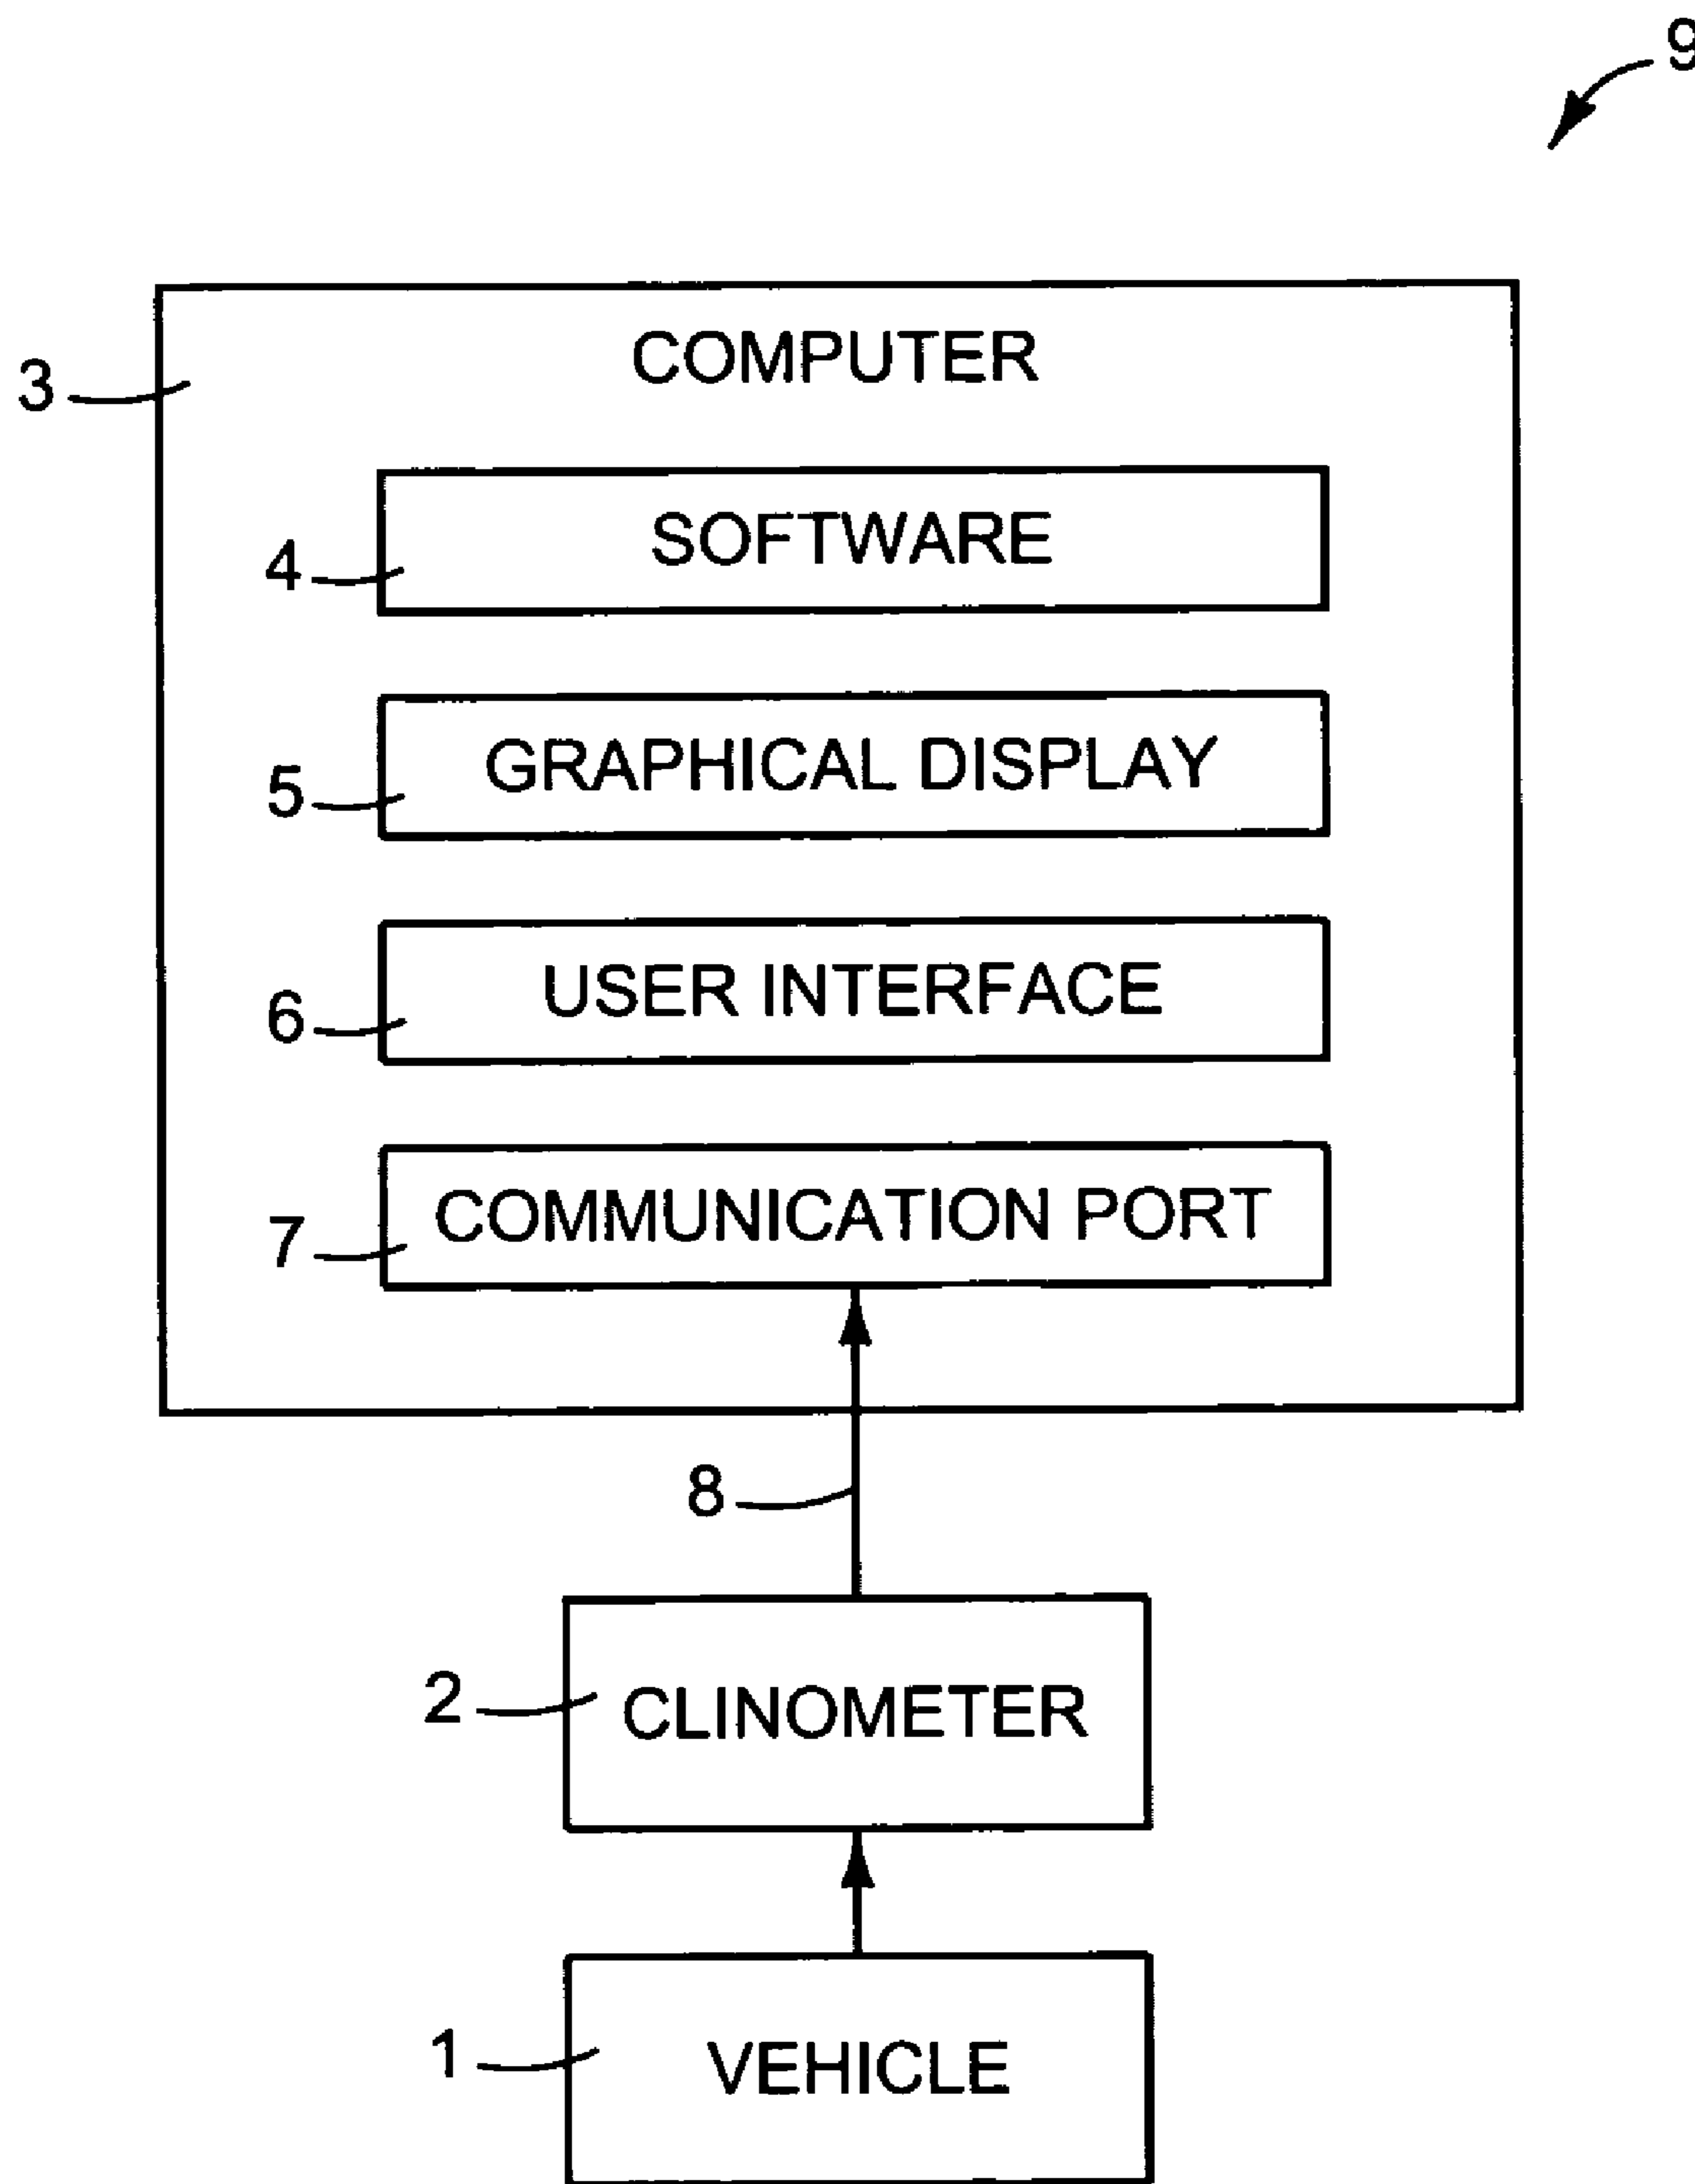 9
COMPUTER
3
SOFTWARE
4
GRAPHICAL DISPLAY
5
USER INTERFACE
6
COMMUNICATION PORT
7
8
CLINOMETER
2
VEHICLE
1